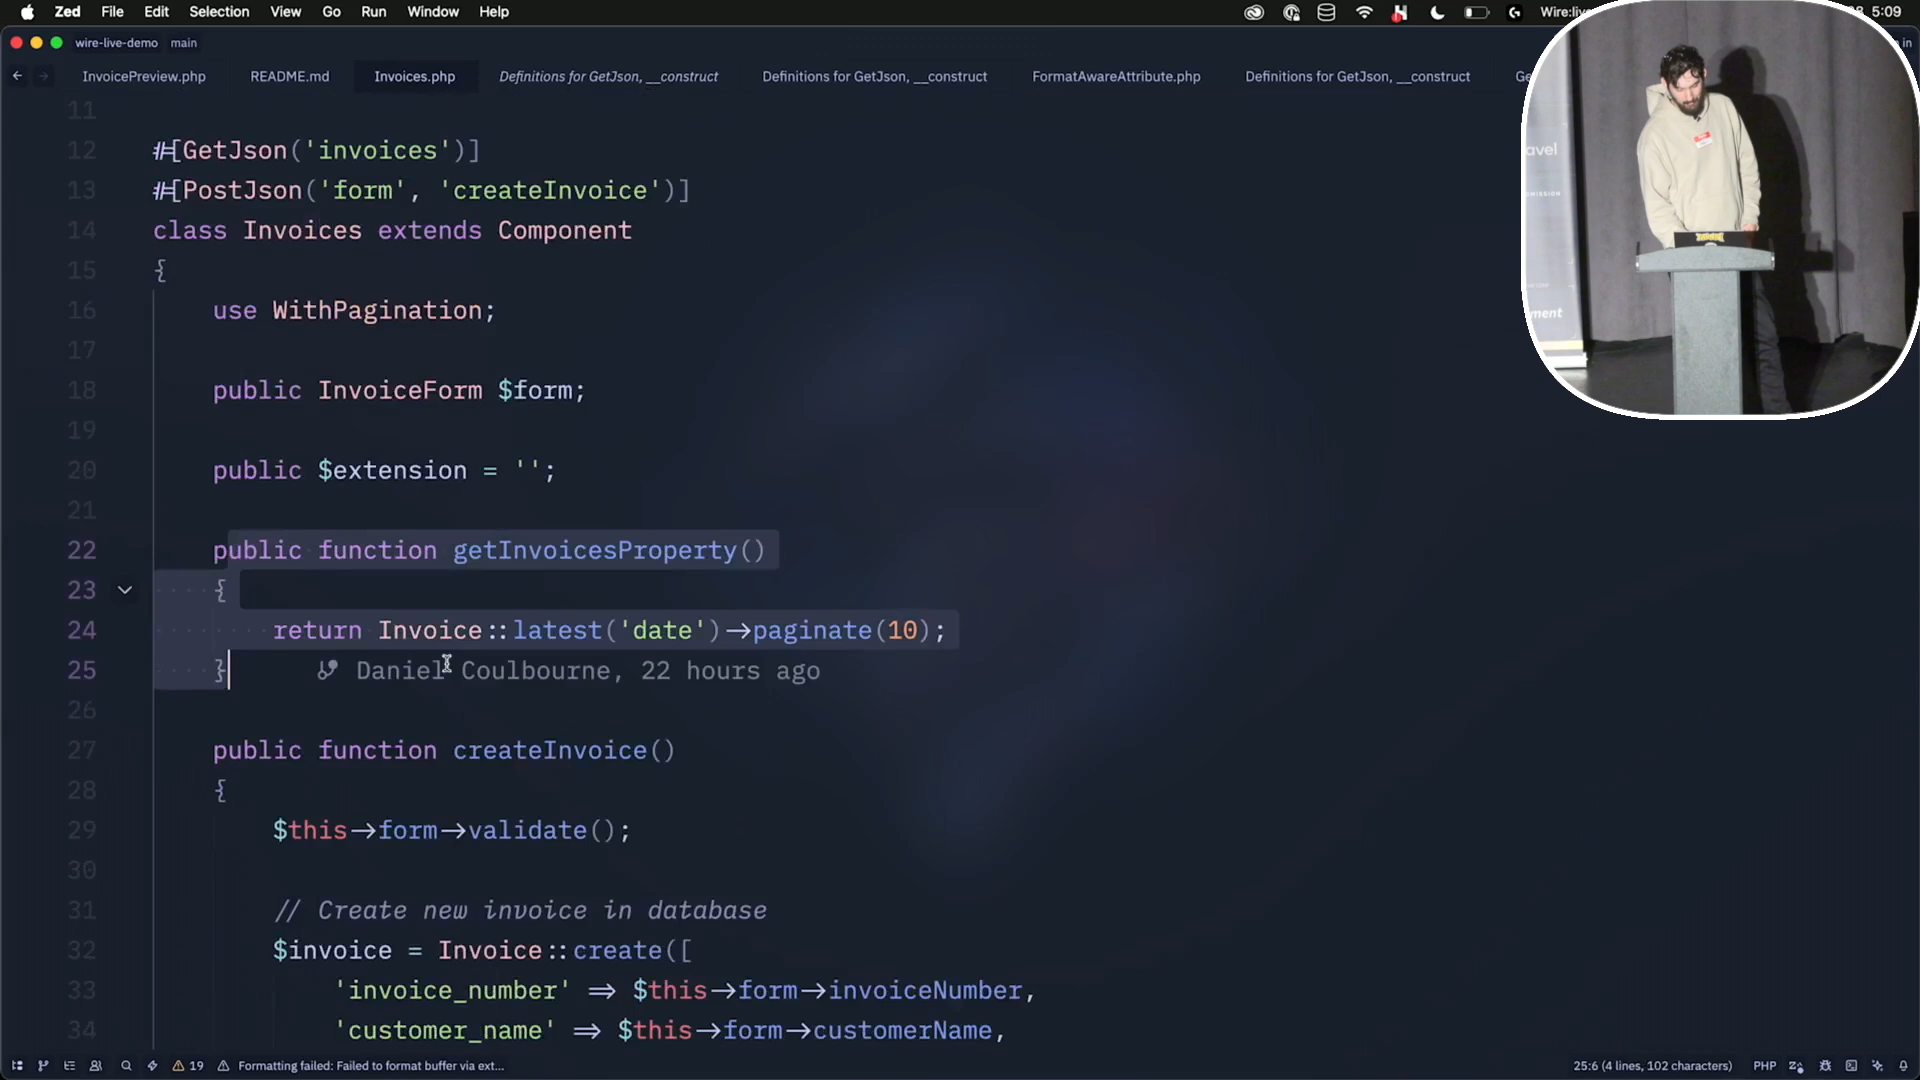 Zed File Edit Selection View Go Run Window Help
5:09
wire-live-demo main
InvoicePreview.php README.md Invoices.php Definitions for GetJson, __construct Definitions for GetJson, __construct FormatAwareAttribute.php Definitions for GetJson, __construct
11
12 #[GetJson('invoices')]
13 #[PostJson('form', 'createInvoice')]
14 class Invoices extends Component
15 {
16 use WithPagination;
17
18 public InvoiceForm $form;
19
20 public $extension = '';
21
22 public function getInvoicesProperty()
23 {
24 return Invoice::latest('date')->paginate(10);
25 } Daniel Coulbourne, 22 hours ago
26
27 public function createInvoice()
28 {
29 $this->form->validate();
30
31 // Create new invoice in database
32 $invoice = Invoice::create([
33 'invoice_number' => $this->form->invoiceNumber,
34 'customer_name' => $this->form->customerName,
19 Formatting failed: Failed to format buffer via ext... 25:6 (4 lines, 102 characters) PHP